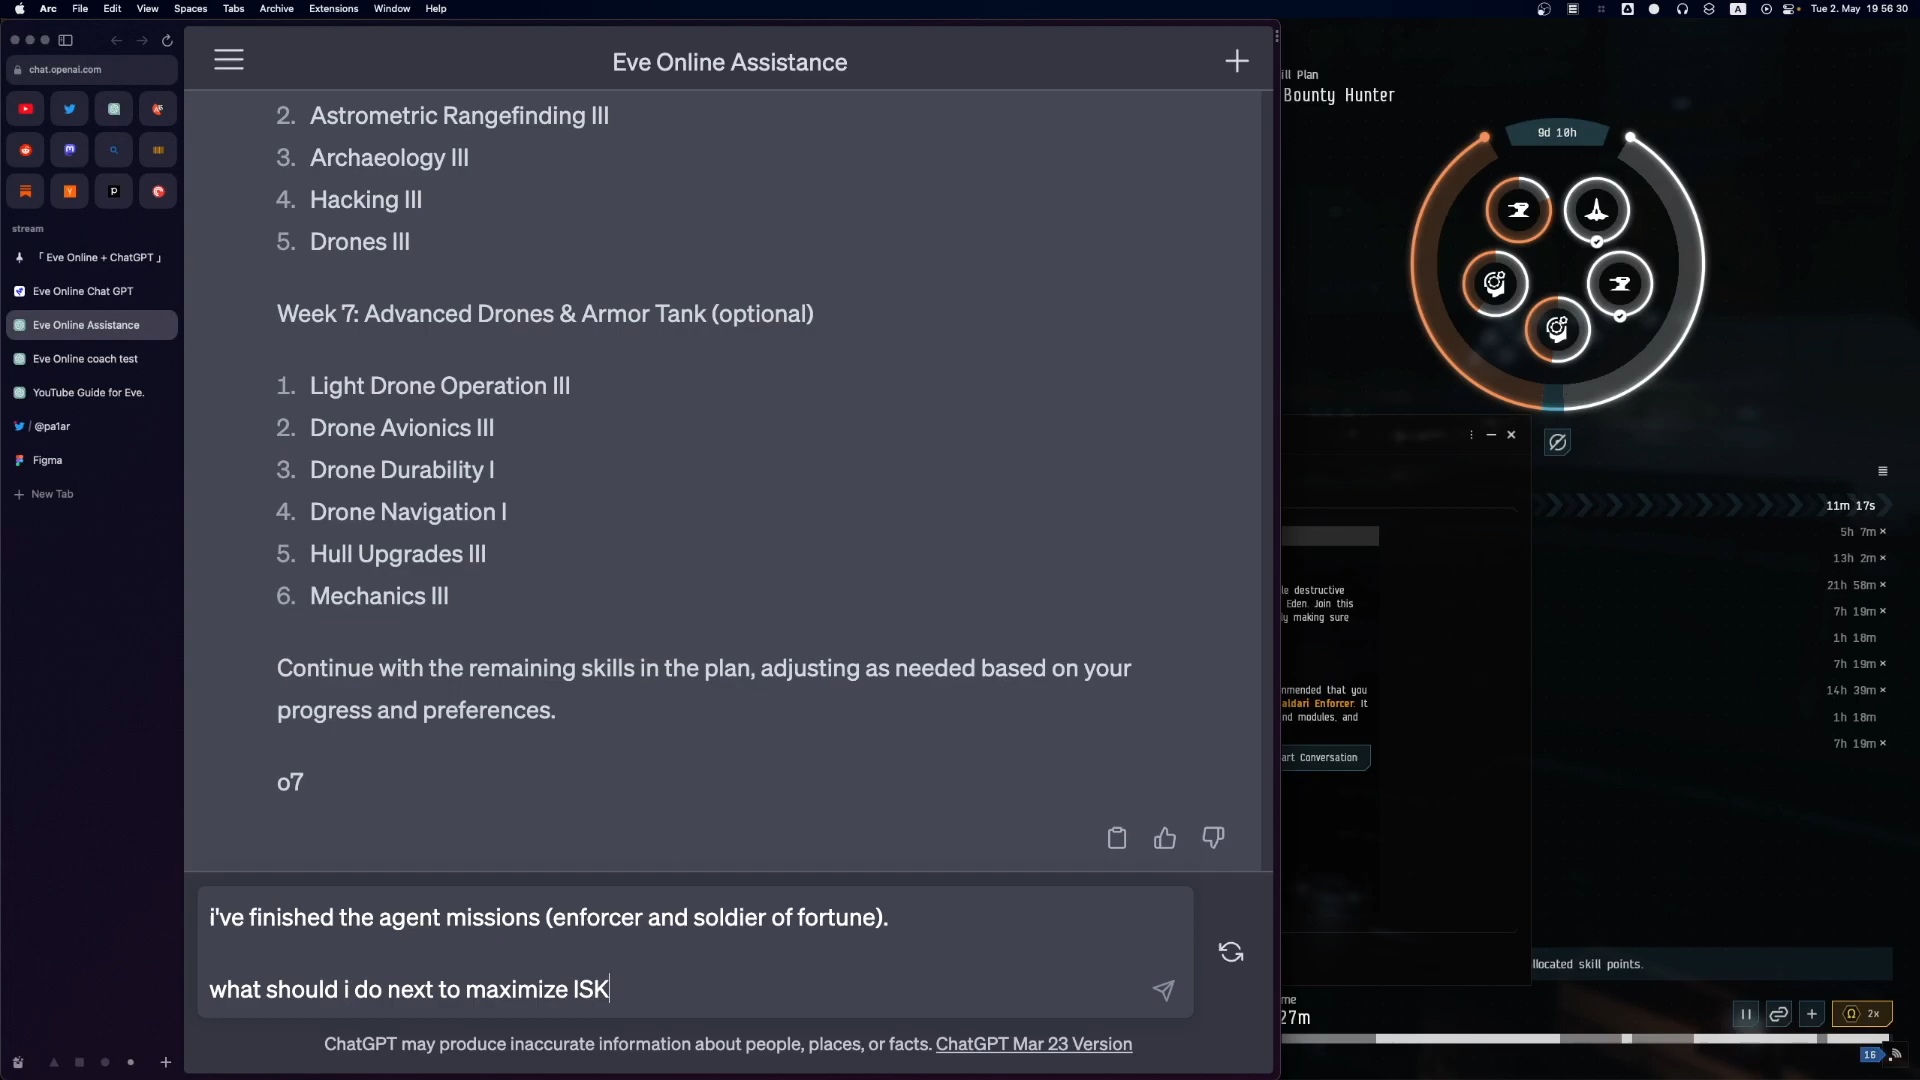 Arc File Edit View Spaces Tabs Archive Extensions Window Help
A
Tue 2. May 19 56 30
chat.openai.com
stream
「 Eve Online + ChatGPT 」
Eve Online Chat GPT
Eve Online Assistance
Eve Online coach test
YouTube Guide for Eve.
/ @pa1ar
Figma
New Tab
Eve Online Assistance
2. Astrometric Rangefinding III
3. Archaeology III
4. Hacking III
5. Drones III
Week 7: Advanced Drones & Armor Tank (optional)
1. Light Drone Operation III
2. Drone Avionics III
3. Drone Durability I
4. Drone Navigation I
5. Hull Upgrades III
6. Mechanics III
Continue with the remaining skills in the plan, adjusting as needed based on your
progress and preferences.
o7
i've finished the agent missions (enforcer and soldier of fortune).
what should i do next to maximize ISK
ChatGPT may produce inaccurate information about people, places, or facts. ChatGPT Mar 23 Version
ill Plan
Bounty Hunter
9d 10h
11m 17s
5h 7m ×
13h 2m ×
21h 58m ×
7h 19m ×
1h 18m
7h 19m ×
14h 39m ×
1h 18m
7h 19m ×
le destructive
Eden. Join this
ly making sure
nmended that you
aldari Enforcer. It
nd modules, and
art Conversation
llocated skill points.
me
27m
2x
16